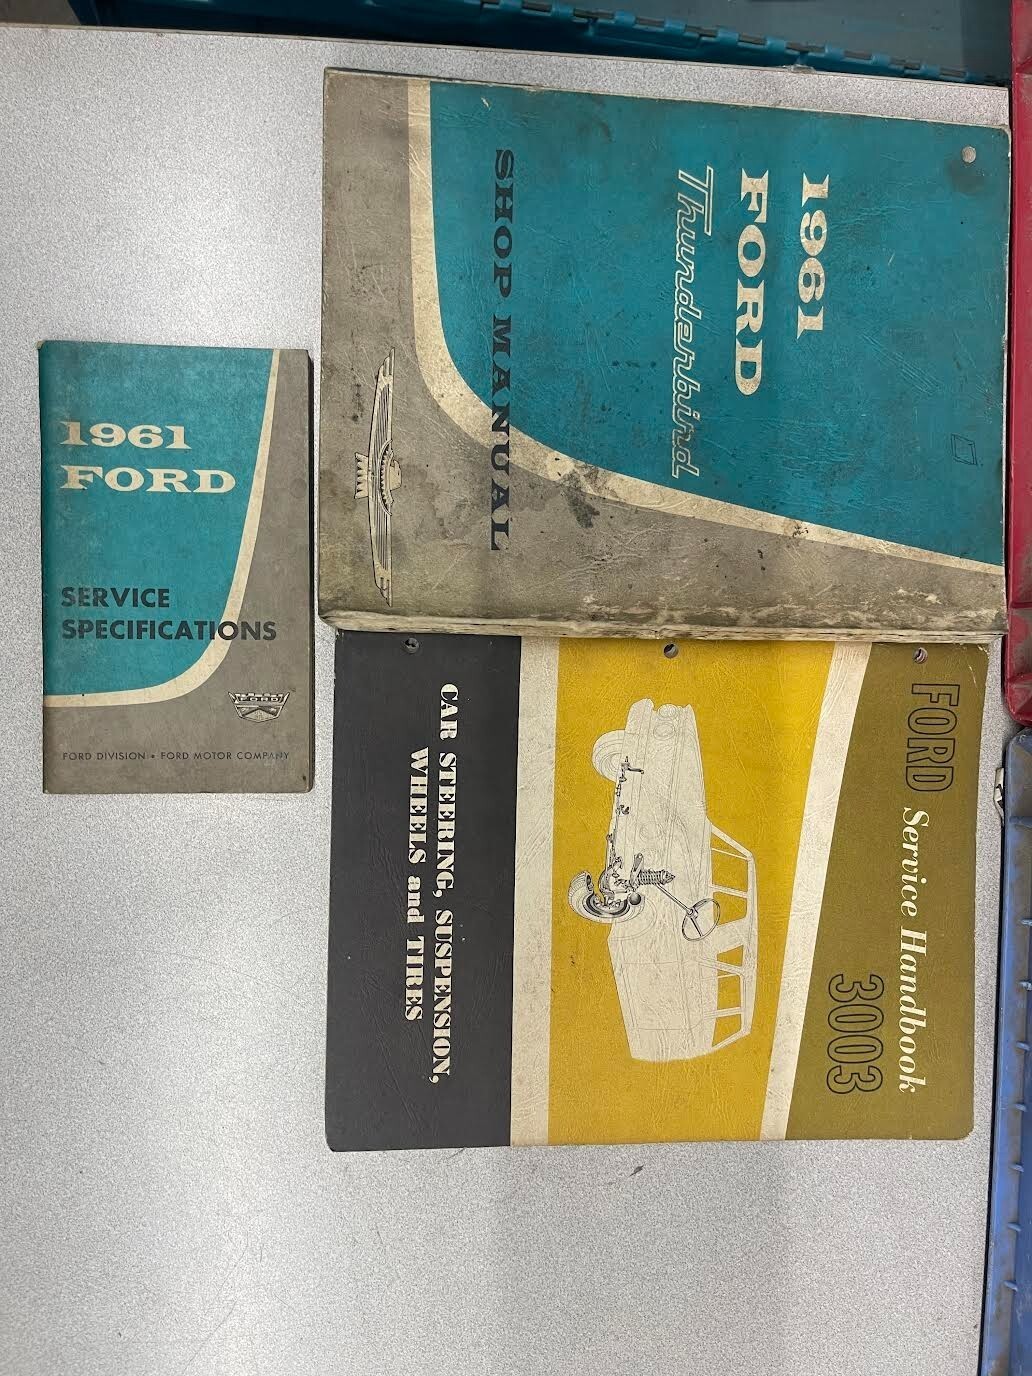 1961
FORD
Thunderbird
SHOP MANUAL
1961
FORD
SERVICE
SPECIFICATIONS
FORD
FORD DIVISION • FORD MOTOR COMPANY
FORD Service Handbook
3003
CAR STEERING, SUSPENSION,
WHEELS and TIRES